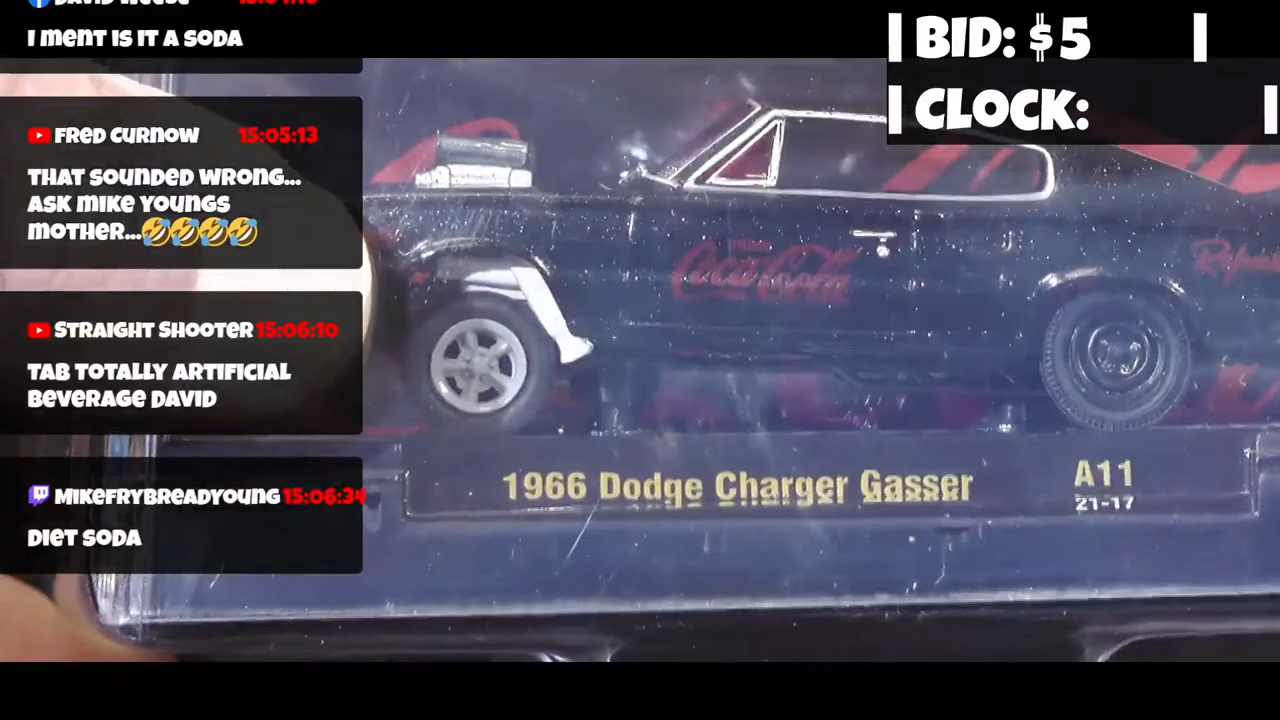 I MENT IS IT A SODA
FRED CURNOW 15:05:13
THAT SOUNDED WRONG...
ASK MIKE YOUNGS
MOTHER...🤣🤣🤣🤣
STRAIGHT SHOOTER 15:06:10
TAB TOTALLY ARTIFICIAL
BEVERAGE DAVID
MIKEFRYBREADYOUNG 15:06:34
DIET SODA
| BID: $5 |
| CLOCK: |
DRINK
Coca-Cola
1966 Dodge Charger Gasser
A11
21-17